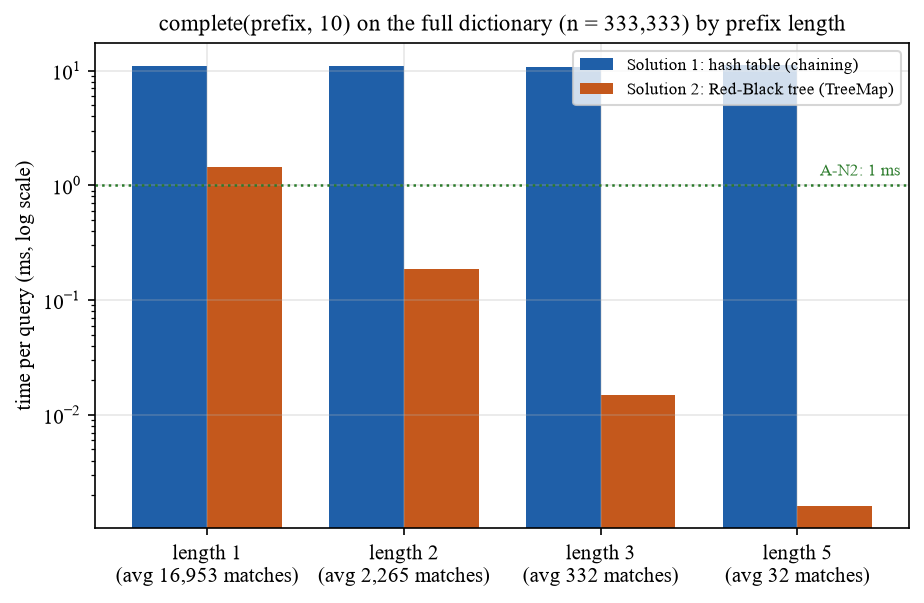 complete(prefix, 10) on the full dictionary (n = 333,333) by prefix length
Solution 1: hash table (chaining)
Solution 2: Red-Black tree (TreeMap)
A-N2: 1 ms
time per query (ms, log scale)
10¹
10⁰
10⁻¹
10⁻²
length 1
(avg 16,953 matches)
length 2
(avg 2,265 matches)
length 3
(avg 332 matches)
length 5
(avg 32 matches)